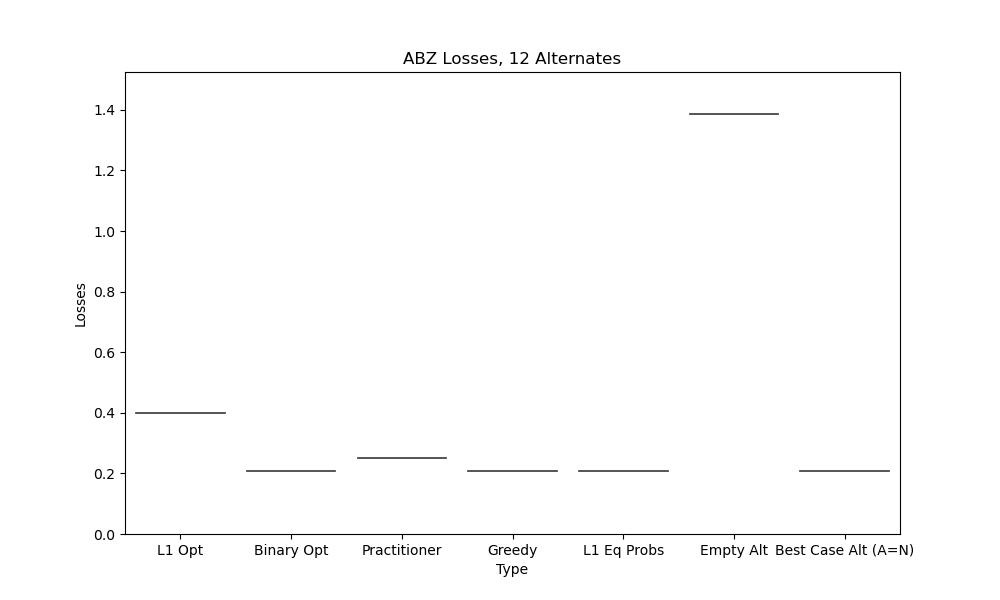 ABZ Losses, 12 Alternates
1.4
1.2
1.0
0.8
0.6
0.4
0.2
0.0
Losses
L1 Opt Binary Opt Practitioner Greedy L1 Eq Probs Empty Alt Best Case Alt (A=N)
Type